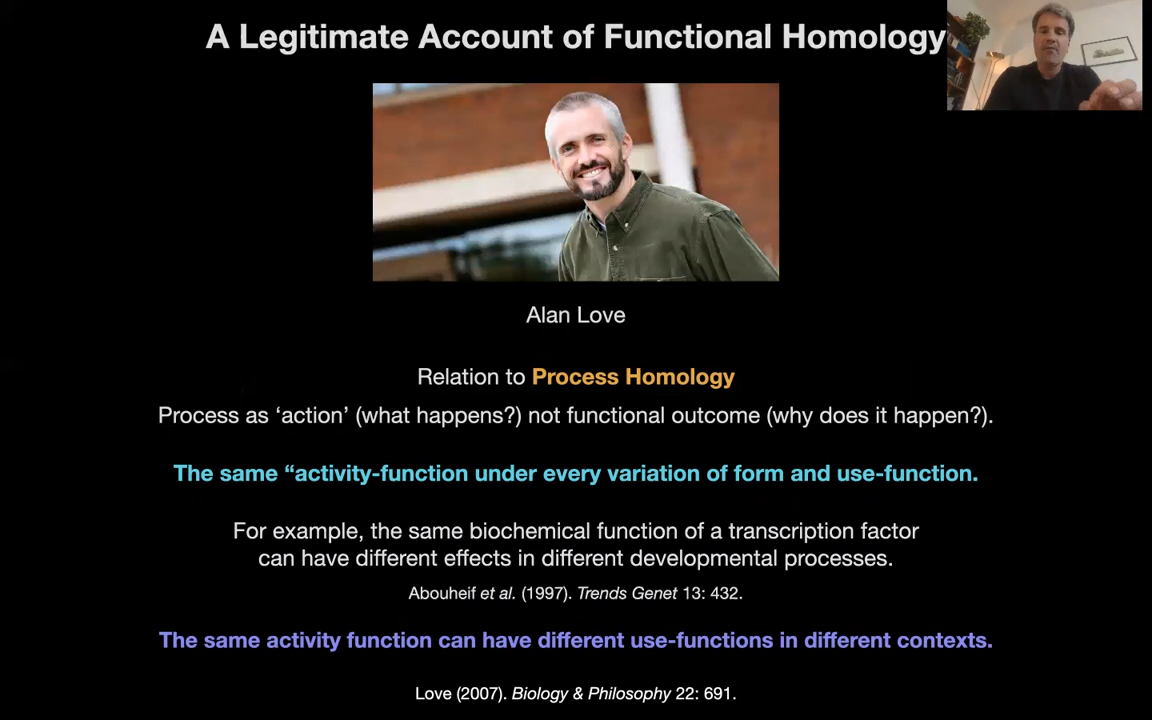 A Legitimate Account of Functional Homology
Alan Love
Relation to Process Homology
Process as ‘action’ (what happens?) not functional outcome (why does it happen?).
The same “activity-function under every variation of form and use-function.
For example, the same biochemical function of a transcription factor
can have different effects in different developmental processes.
Abouheif et al. (1997). Trends Genet 13: 432.
The same activity function can have different use-functions in different contexts.
Love (2007). Biology & Philosophy 22: 691.